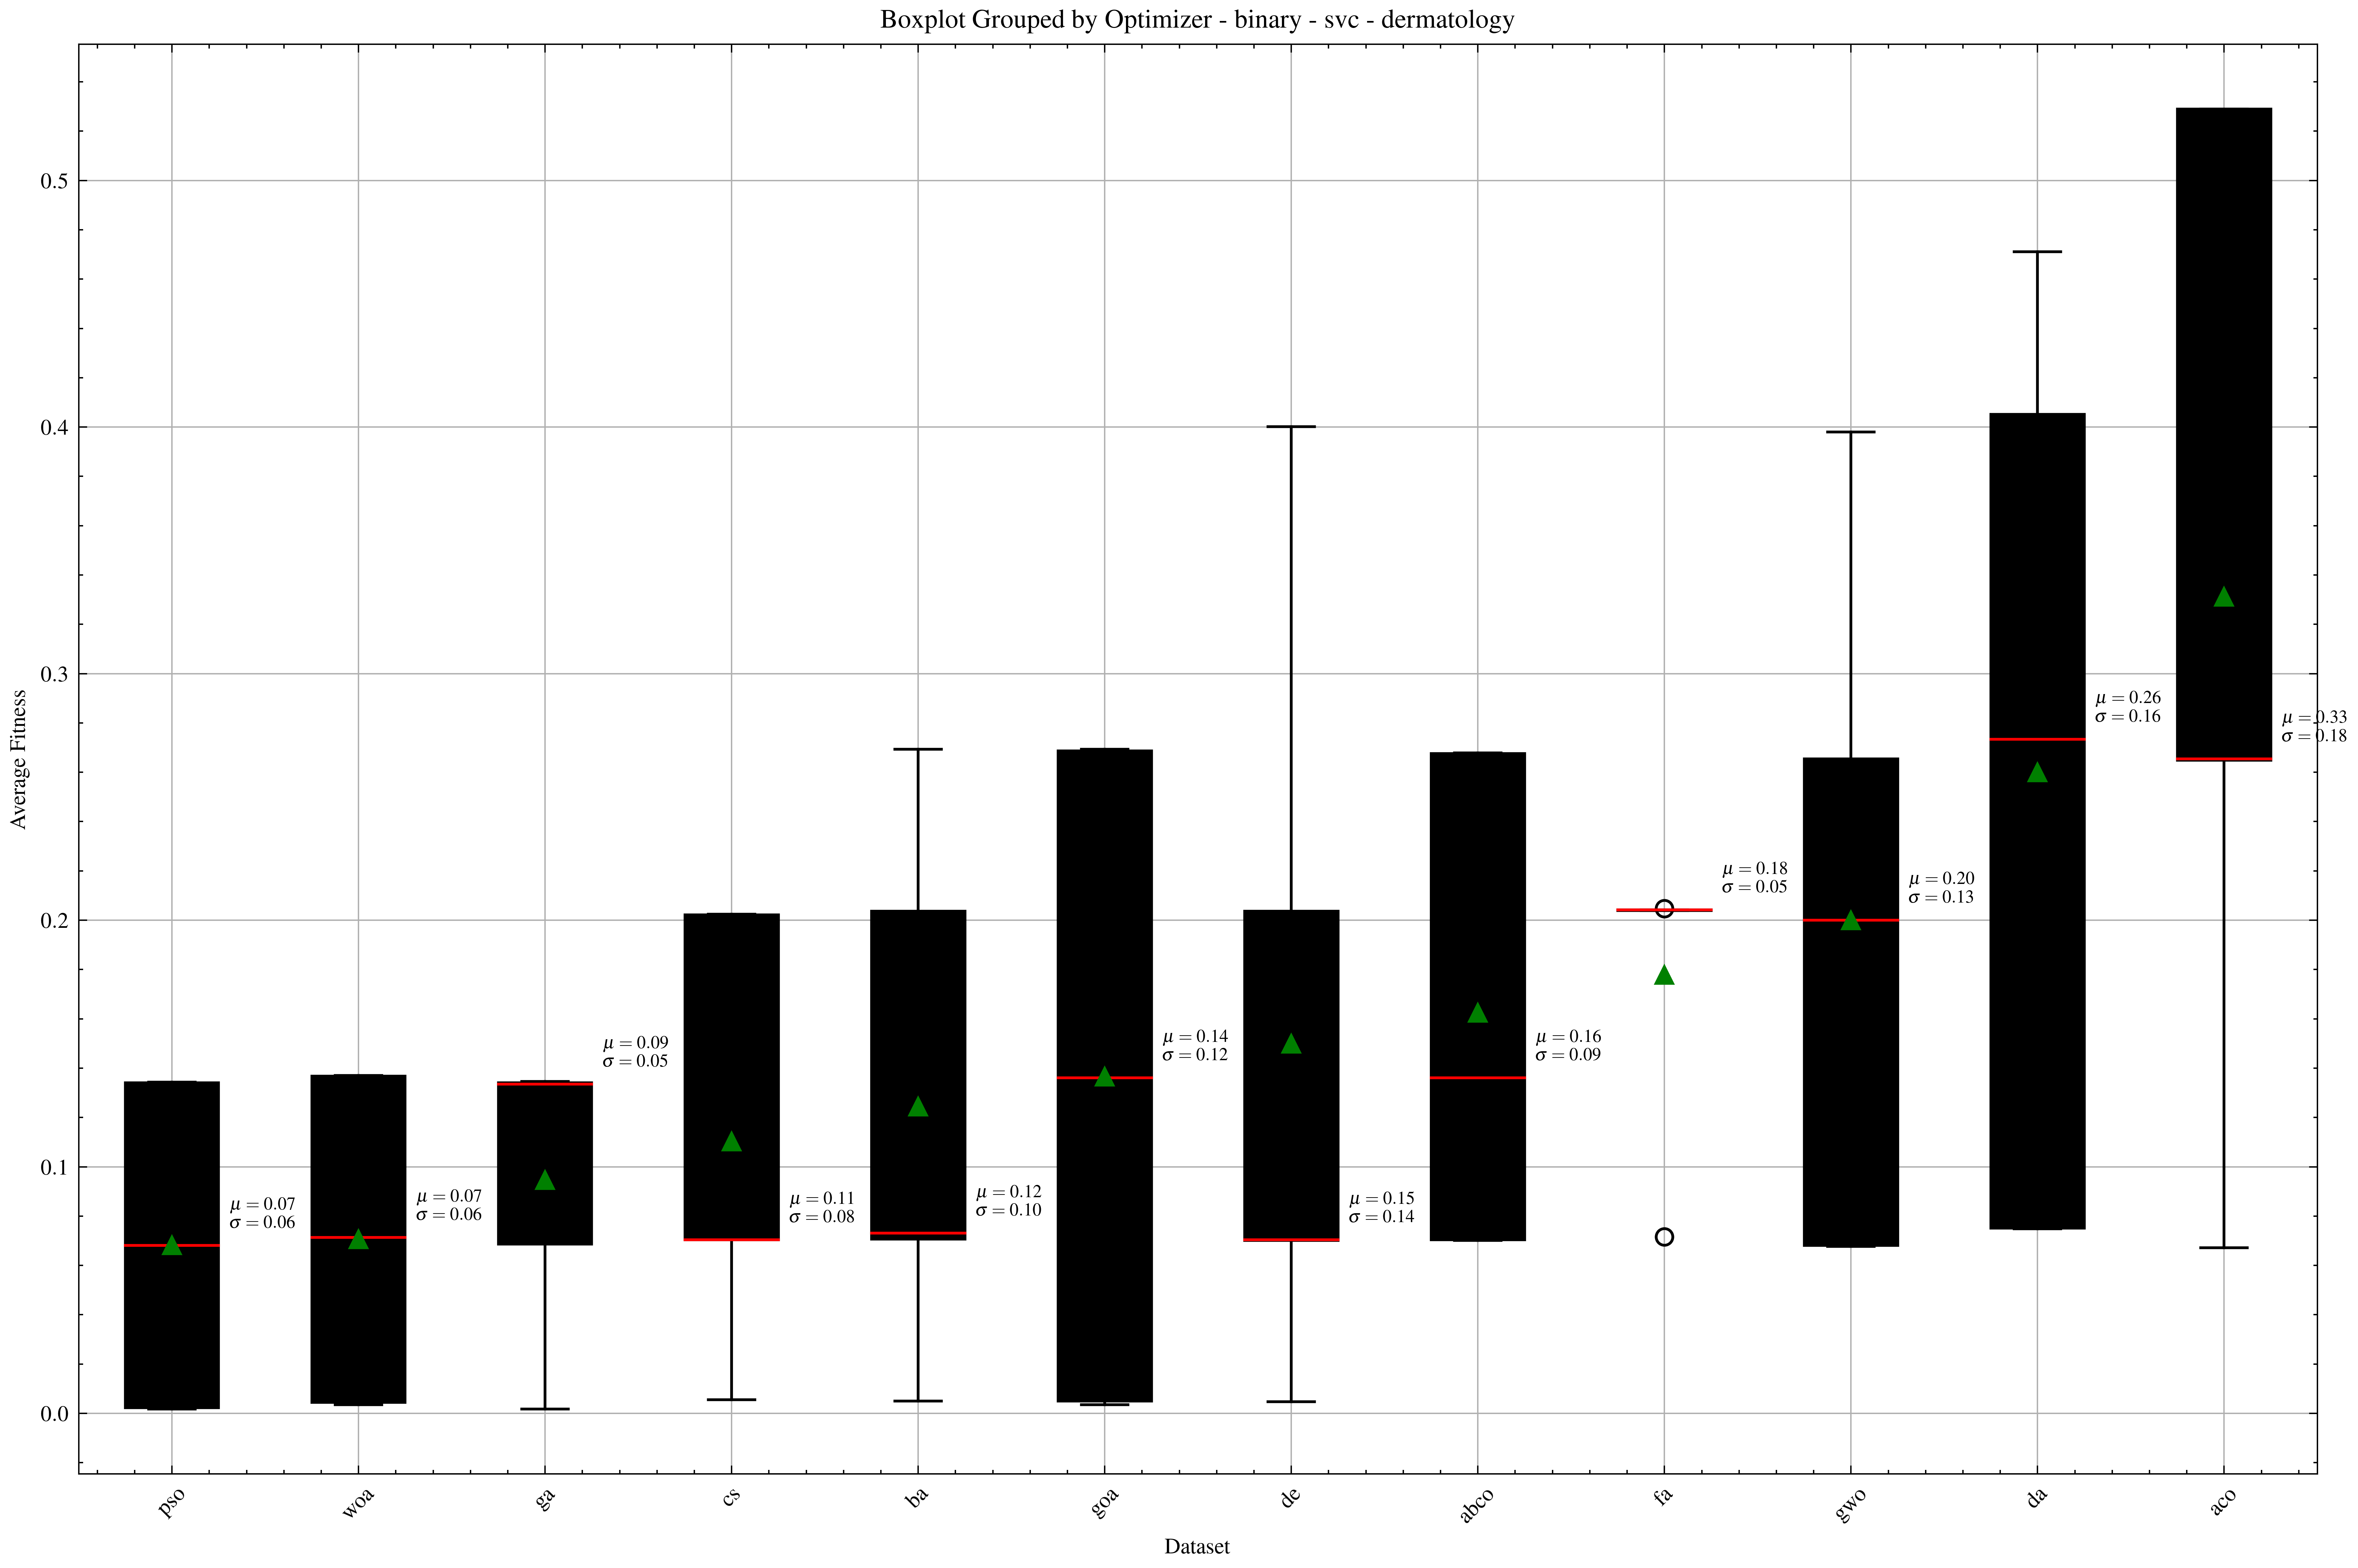 Boxplot Grouped by Optimizer - binary - svc - dermatology
Average Fitness
0.5
0.4
0.3
0.2
0.1
0.0
μ = 0.07
σ = 0.06
μ = 0.07
σ = 0.06
μ = 0.09
σ = 0.05
μ = 0.11
σ = 0.08
μ = 0.12
σ = 0.10
μ = 0.14
σ = 0.12
μ = 0.15
σ = 0.14
μ = 0.16
σ = 0.09
μ = 0.18
σ = 0.05
μ = 0.20
σ = 0.13
μ = 0.26
σ = 0.16
μ = 0.33
σ = 0.18
pso
woa
ga
cs
ba
goa
de
abco
fa
gwo
da
aco
Dataset